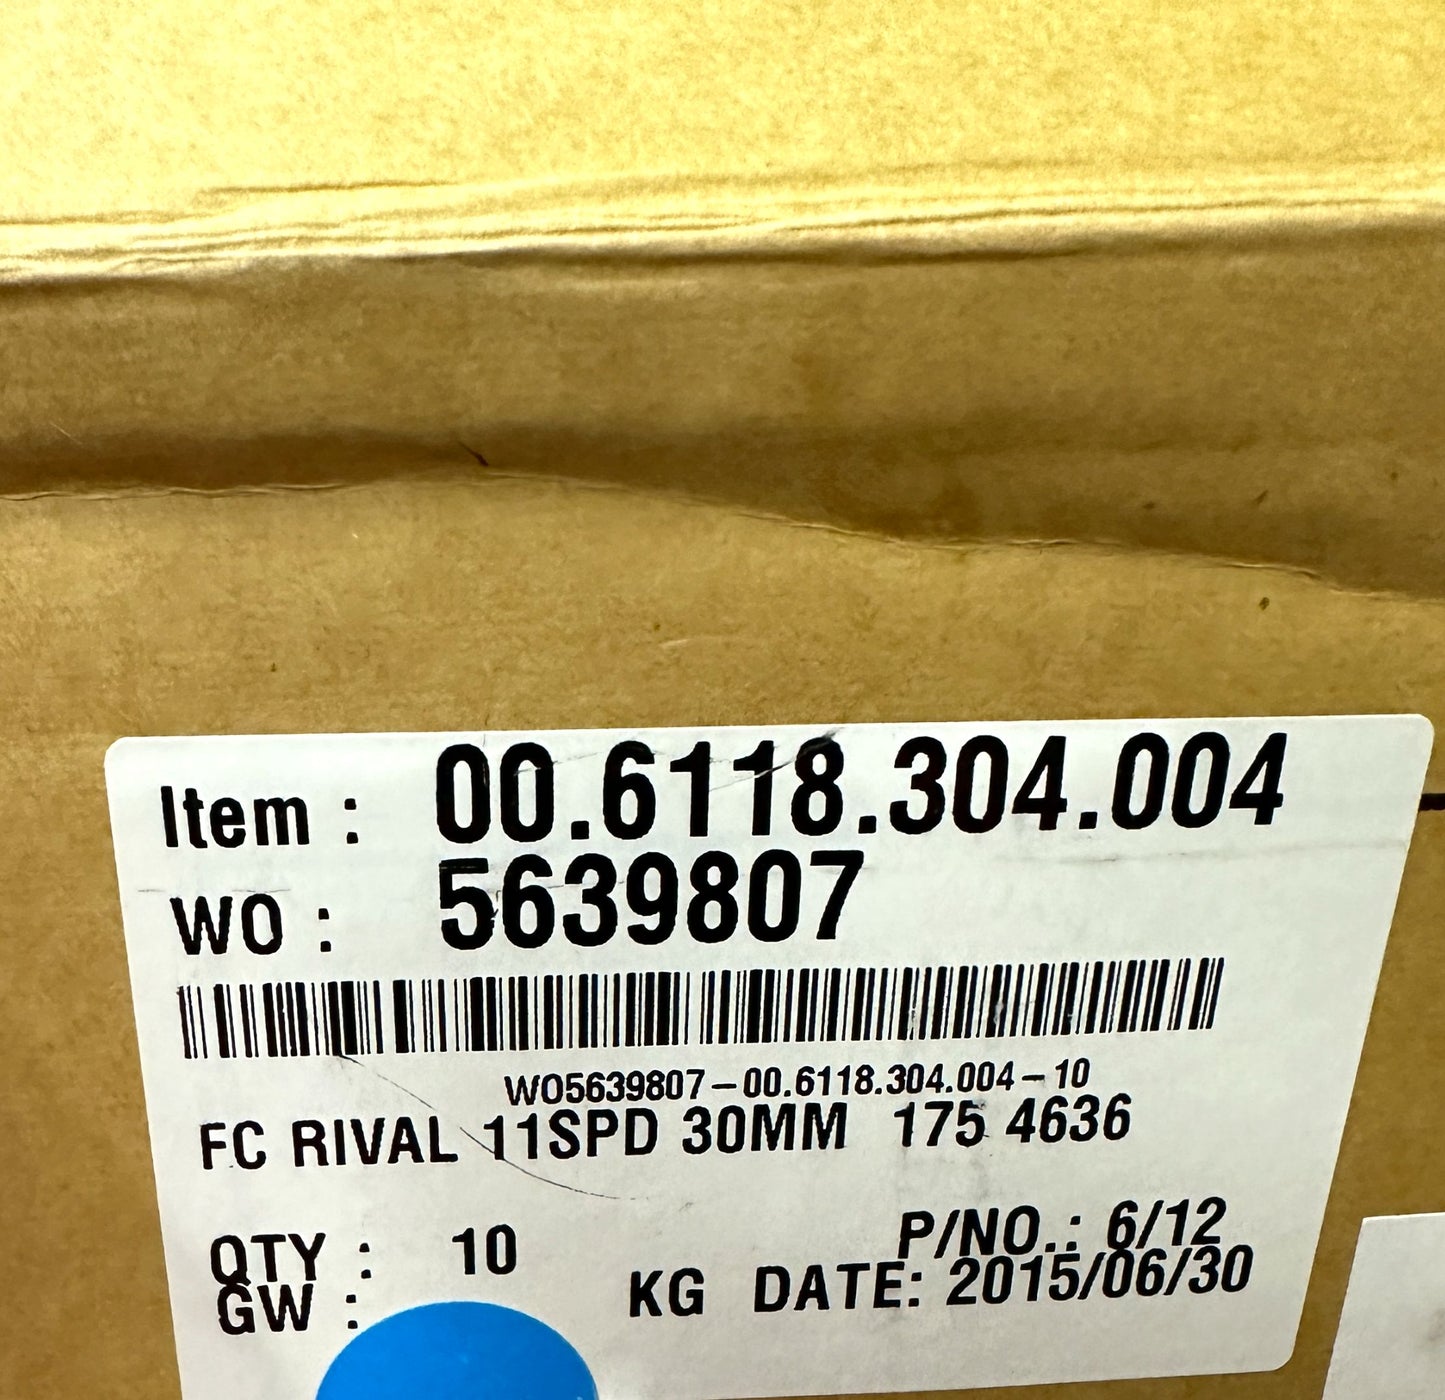 Item : 00.6118.304.004
WO : 5639807
WO5639807-00.6118.304.004-10
FC RIVAL 11SPD 30MM 175 4636
QTY : 10 P/NO.: 6/12
GW : KG DATE: 2015/06/30